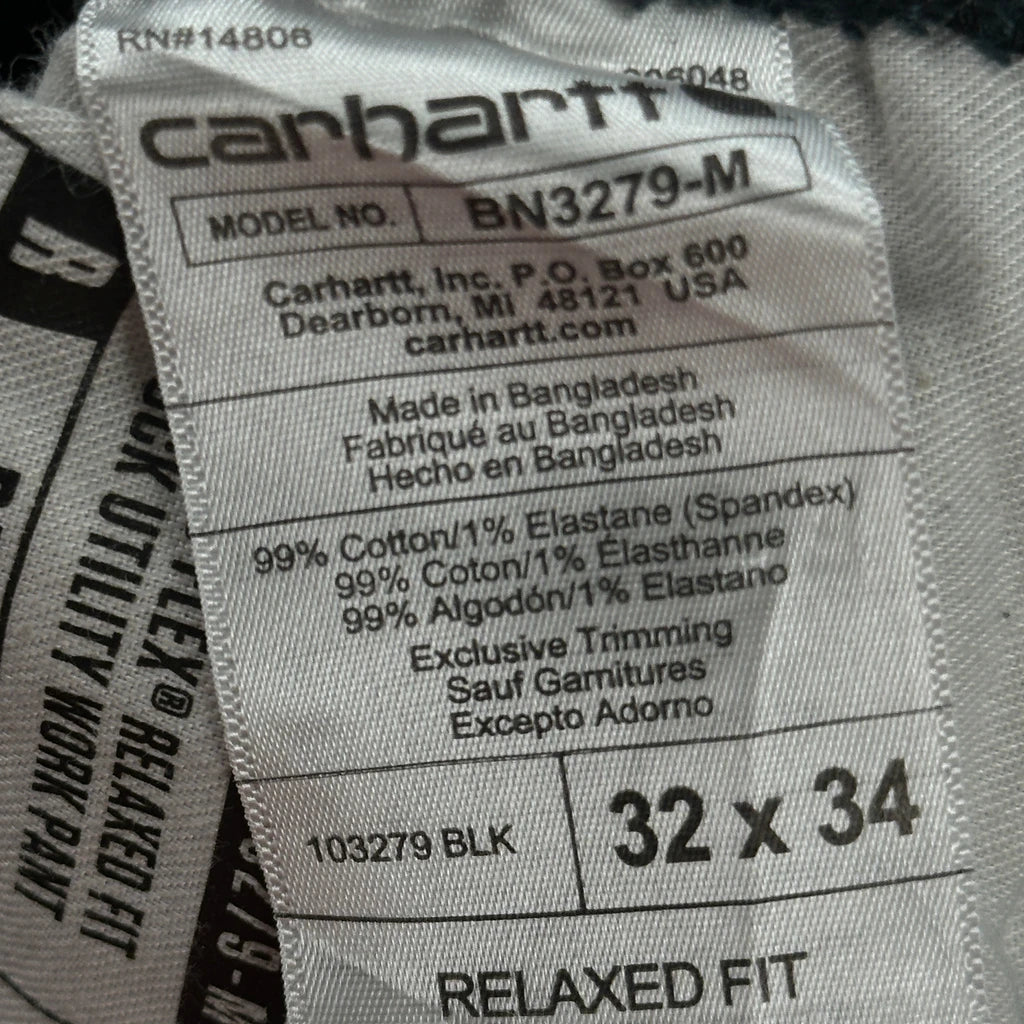 RN#14806
carhartt
MODEL NO. BN3279-M
Carhartt, Inc. P.O. Box 600
Dearborn, MI 48121 USA
carhartt.com
Made in Bangladesh
Fabriqué au Bangladesh
Hecho en Bangladesh
99% Cotton/1% Elastane (Spandex)
99% Coton/1% Élasthanne
99% Algodón/1% Elastano
Exclusive Trimming
Sauf Garnitures
Excepto Adorno
103279 BLK 32 x 34
RELAXED FIT
RELAXED FIT
UTILITY WORK PANT